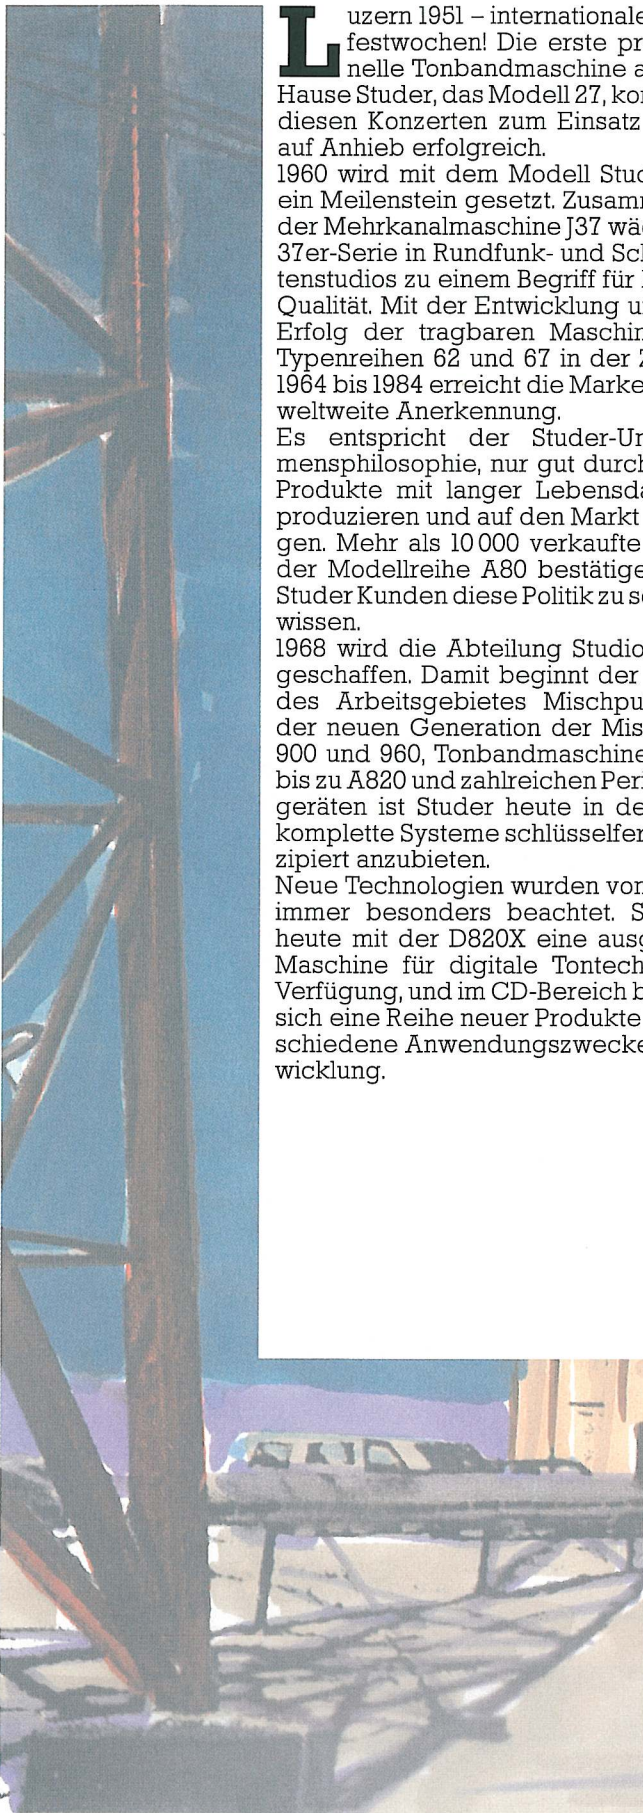 Luzern 1951 – internationale
festwochen! Die erste pr
nelle Tonbandmaschine a
Hause Studer, das Modell 27, kor
diesen Konzerten zum Einsatz
auf Anhieb erfolgreich.
1960 wird mit dem Modell Stud
ein Meilenstein gesetzt. Zusamm
der Mehrkanalmaschine J37 wä
37er-Serie in Rundfunk- und Sc
tenstudios zu einem Begriff für
Qualität. Mit der Entwicklung u
Erfolg der tragbaren Maschin
Typenreihen 62 und 67 in der Z
1964 bis 1984 erreicht die Marke
weltweite Anerkennung.
Es entspricht der Studer-Un
mensphilosophie, nur gut durch
Produkte mit langer Lebensda
produzieren und auf den Markt
gen. Mehr als 10 000 verkaufte
der Modellreihe A80 bestätige
Studer Kunden diese Politik zu s
wissen.
1968 wird die Abteilung Studio
geschaffen. Damit beginnt der
des Arbeitsgebietes Mischpu
der neuen Generation der Mis
900 und 960, Tonbandmaschine
bis zu A820 und zahlreichen Peri
geräten ist Studer heute in de
komplette Systeme schlüsselfer
zipiert anzubieten.
Neue Technologien wurden von
immer besonders beachtet. S
heute mit der D820X eine ausg
Maschine für digitale Tontech
Verfügung, und im CD-Bereich b
sich eine Reihe neuer Produkte
schiedene Anwendungszwecke
wicklung.